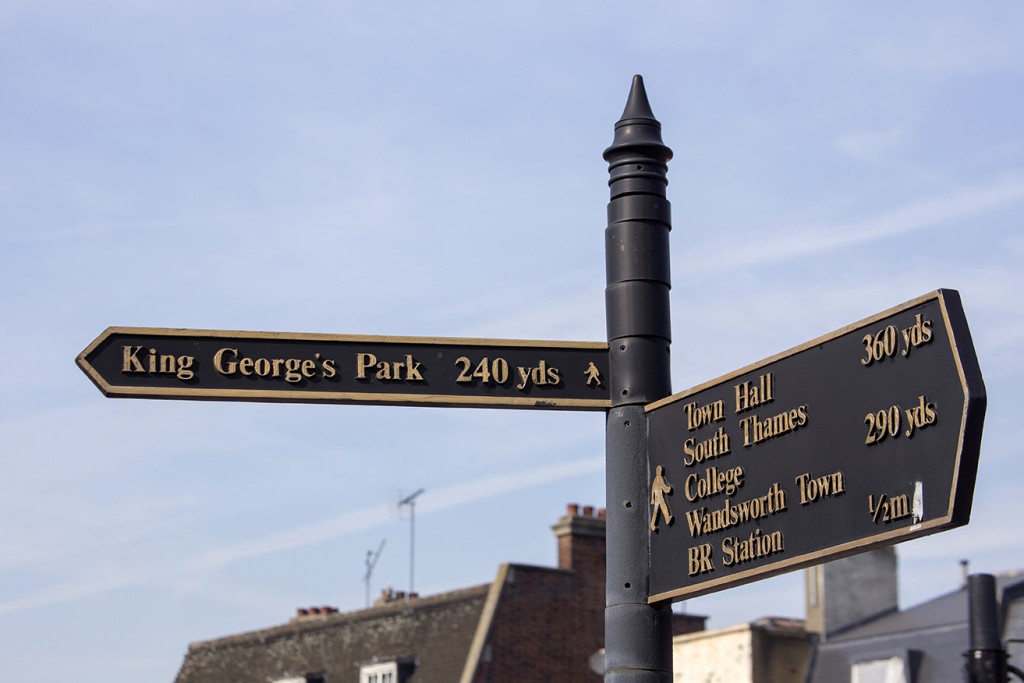 King George's Park 240 yds
Town Hall 360 yds
South Thames 290 yds
College
Wandsworth Town ½m
BR Station